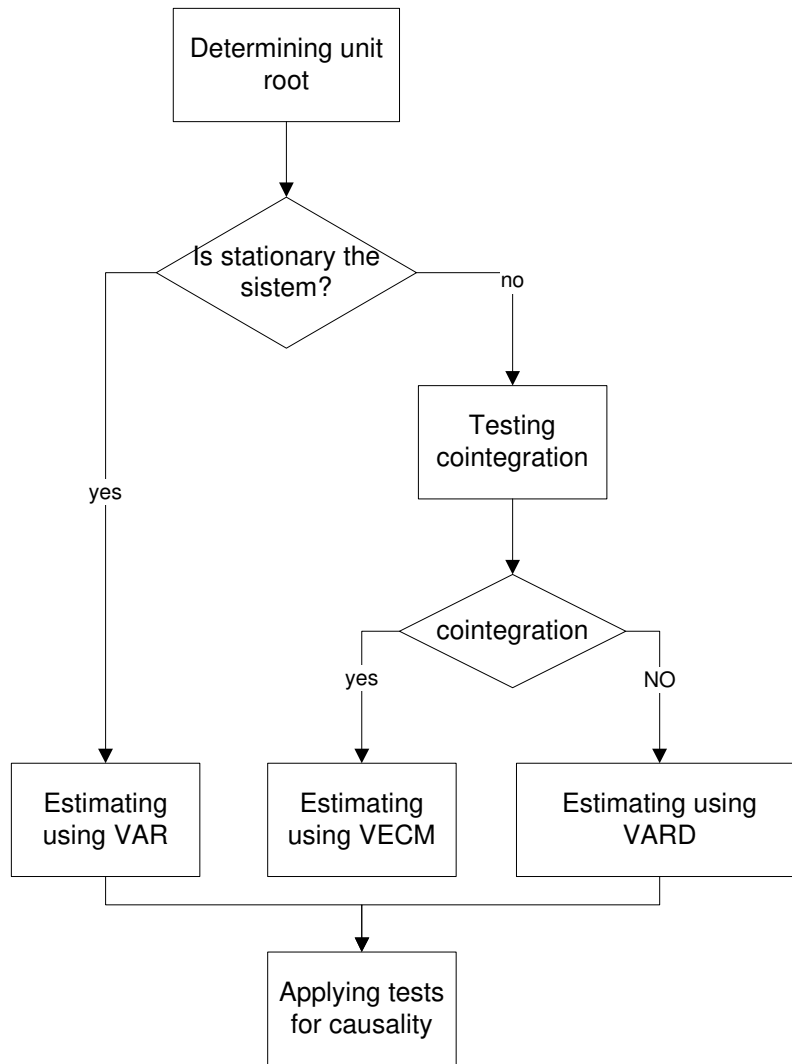 Determining unit
root
Is stationary the
sistem?
no
Testing
cointegration
yes
cointegration
yes
NO
Estimating
using VAR
Estimating
using VECM
Estimating using
VARD
Applying tests
for causality